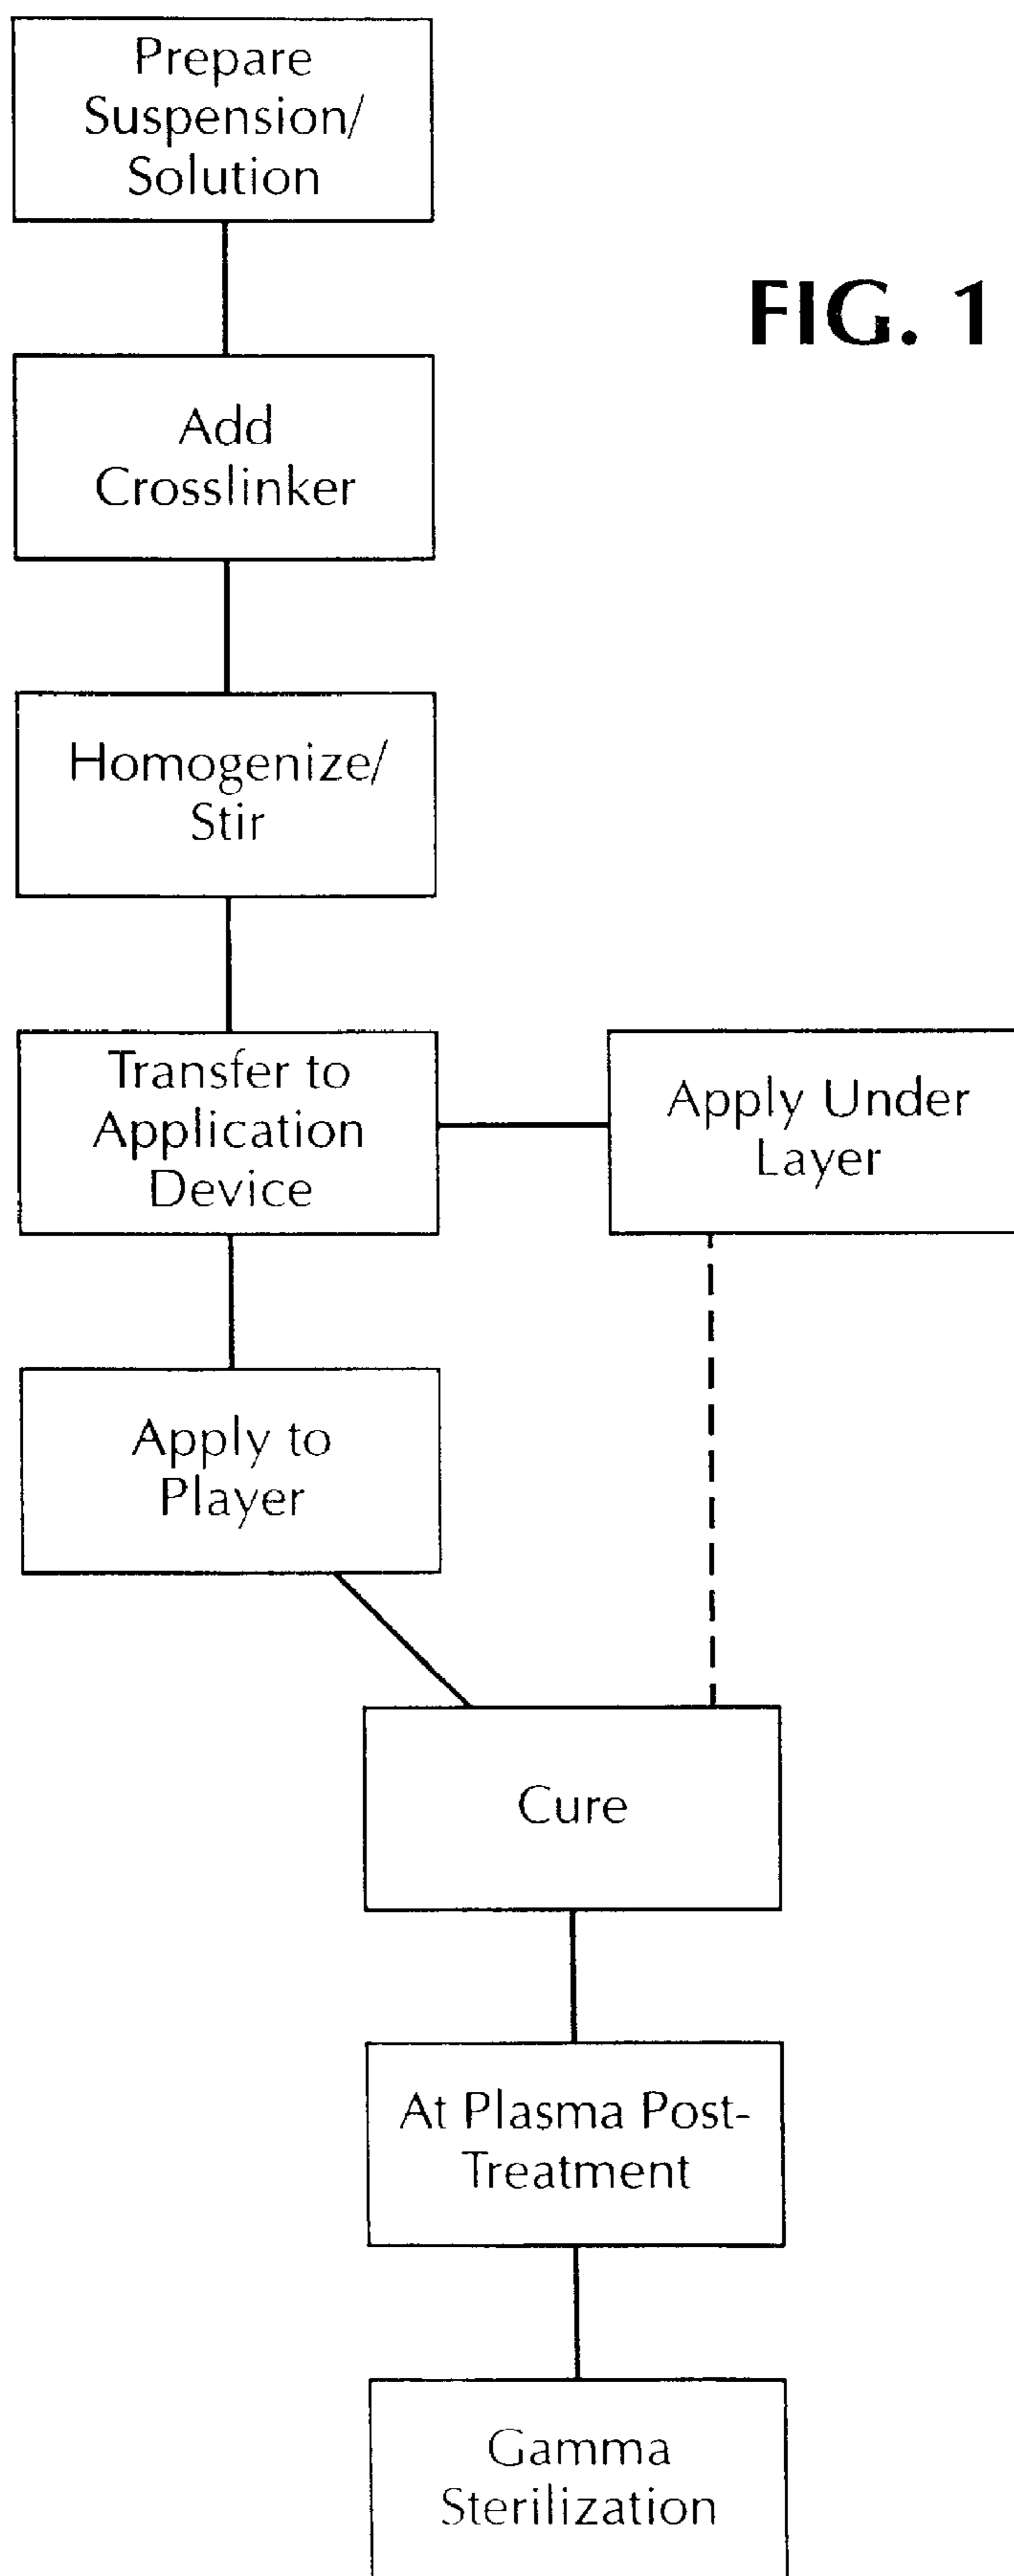 Prepare
Suspension/
Solution
FIG. 1
Add
Crosslinker
Homogenize/
Stir
Transfer to
Application
Device
Apply Under
Layer
Apply to
Player
Cure
At Plasma Post-
Treatment
Gamma
Sterilization